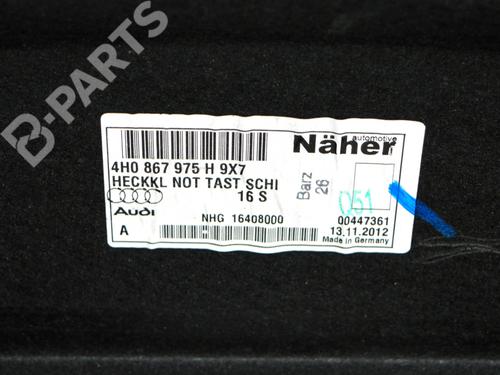 B-PARTS
Näher
automotive
4H0 867 975 H 9X7
HECKKL NOT TAST SCHI
16 S
Audi
NHG 16408000
A
Barz
26
Q51
00447361
13.11.2012
Made in Germany